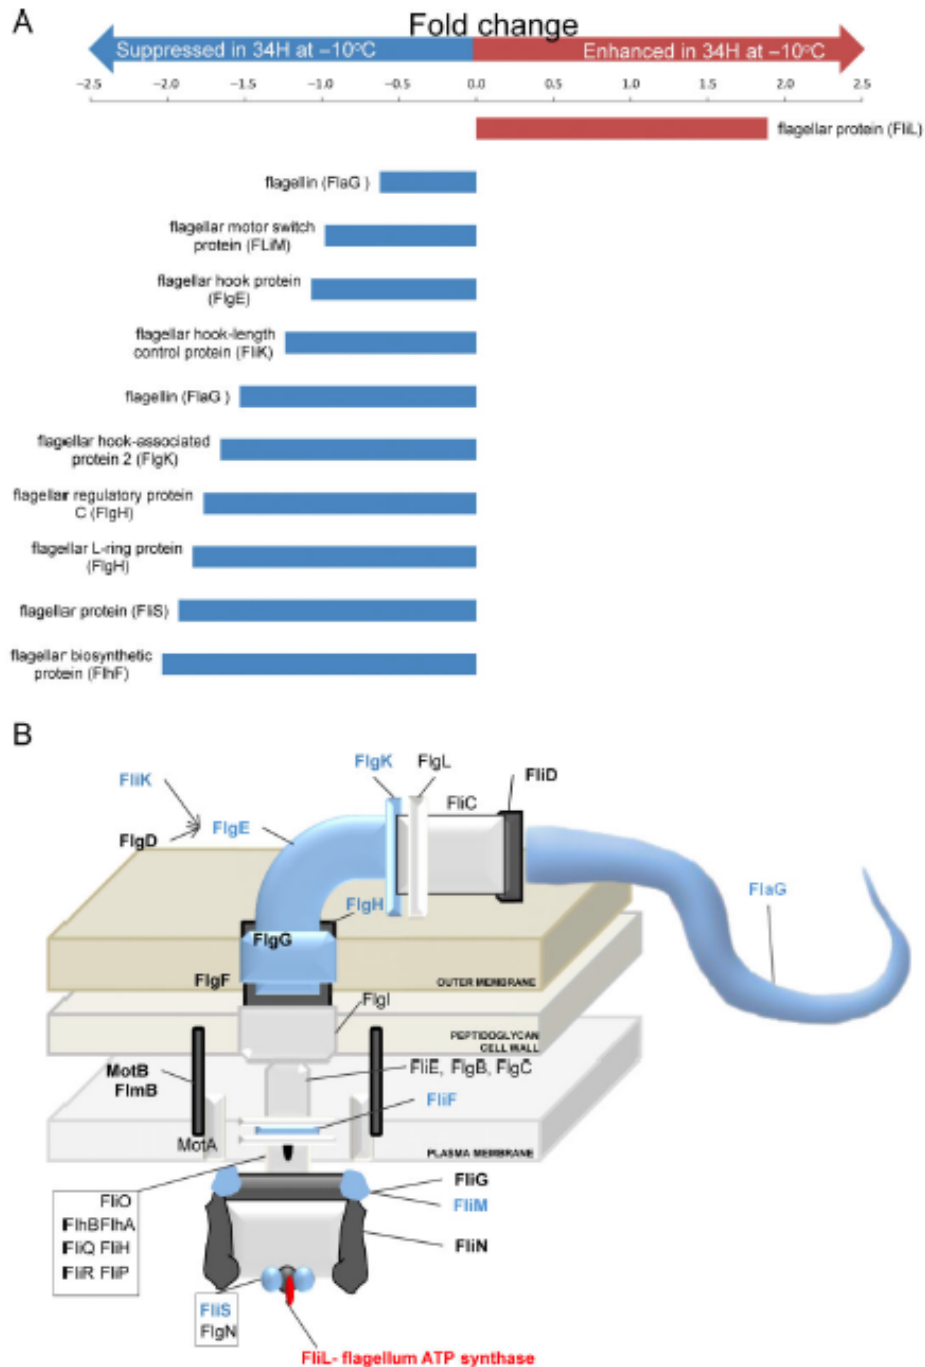 A
Fold change
Suppressed in 34H at –10ºC
Enhanced in 34H at –10ºC
–2.5 –2.0 –1.5 –1.0 –0.5 0.0 0.5 1.0 1.5 2.0 2.5
flagellar protein (FliL)
flagellin (FlaG )
flagellar motor switch
protein (FLiM)
flagellar hook protein
(FlgE)
flagellar hook-length
control protein (FliK)
flagellin (FlaG )
flagellar hook-associated
protein 2 (FlgK)
flagellar regulatory protein
C (FlgH)
flagellar L-ring protein
(FlgH)
flagellar protein (FliS)
flagellar biosynthetic
protein (FlhF)
B
FlgK
FlgL
FliD
FliK
FliC
FlgE
FlgD
FlaG
FlgH
FlgG
FlgF
OUTER MEMBRANE
FlgI
PEPTIDOGLYCAN
CELL WALL
MotB
FlmB
FliE, FlgB, FlgC
FliF
MotA
PLASMA MEMBRANE
FliG
FliM
FliO
FlhBFlhA
FliQ FliH
FliR FliP
FliN
FliS
FlgN
FliL- flagellum ATP synthase